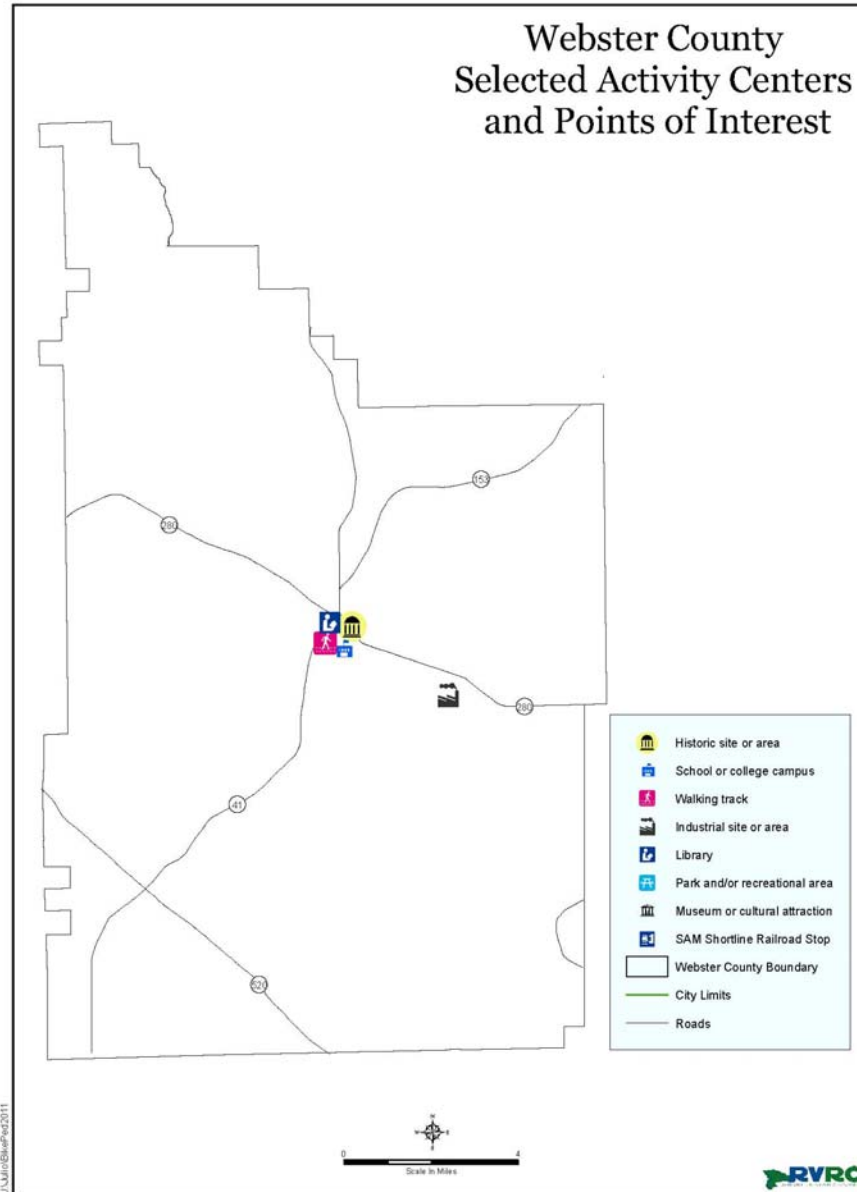 Webster County
Selected Activity Centers
and Points of Interest
153
280
280
41
520
Historic site or area
School or college campus
Walking track
Industrial site or area
Library
Park and/or recreational area
Museum or cultural attraction
SAM Shortline Railroad Stop
Webster County Boundary
City Limits
Roads
N
W
E
S
0
4
Scale In Miles
RVRC